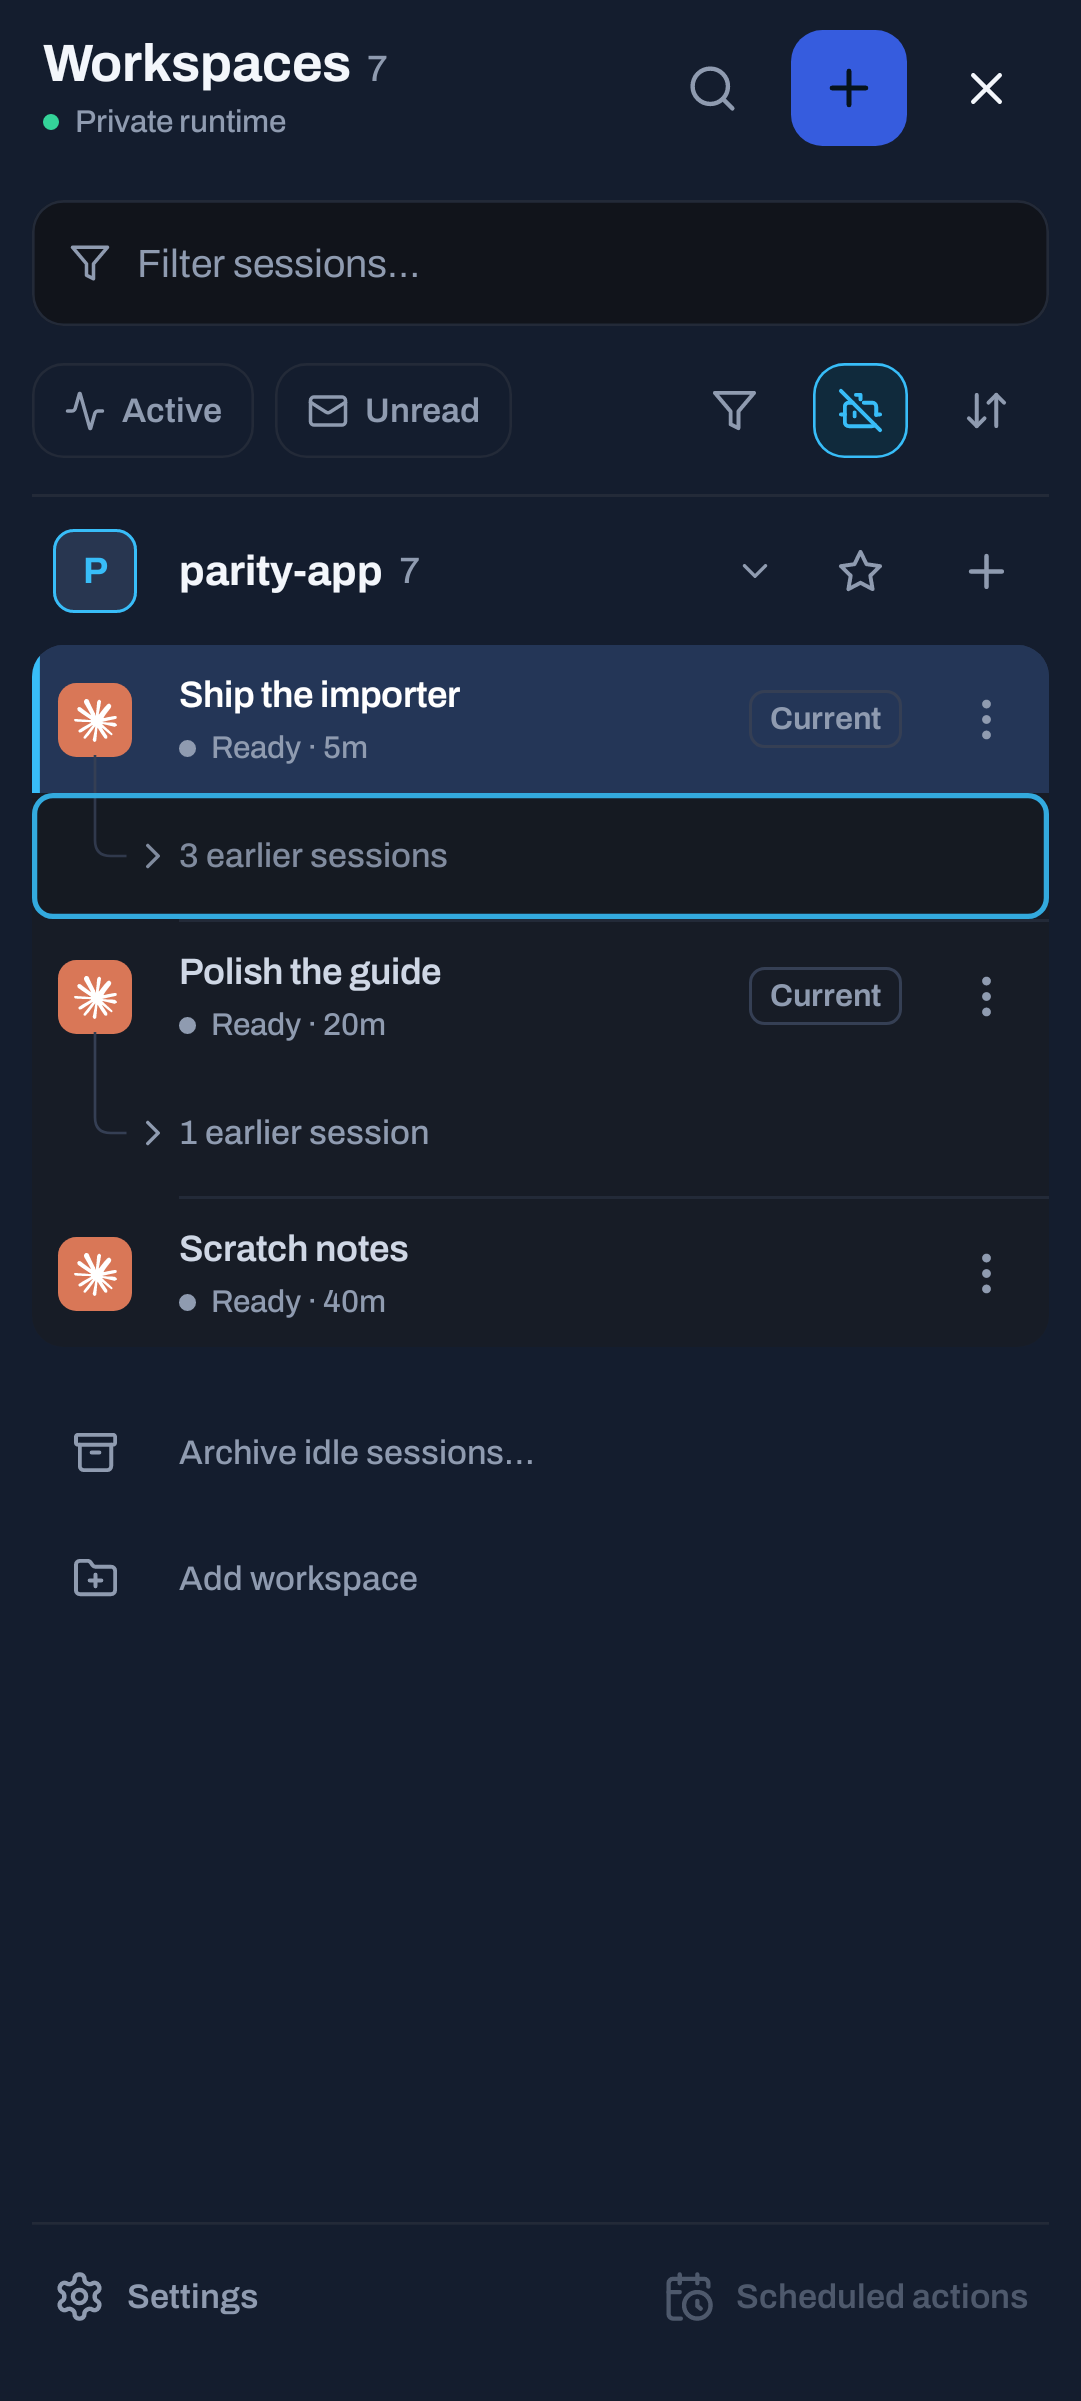 Workspaces 7
Private runtime
Filter sessions...
Active
Unread
P
parity-app 7
Ship the importer
Current
Ready · 5m
3 earlier sessions
Polish the guide
Current
Ready · 20m
1 earlier session
Scratch notes
Ready · 40m
Archive idle sessions...
Add workspace
Settings
Scheduled actions